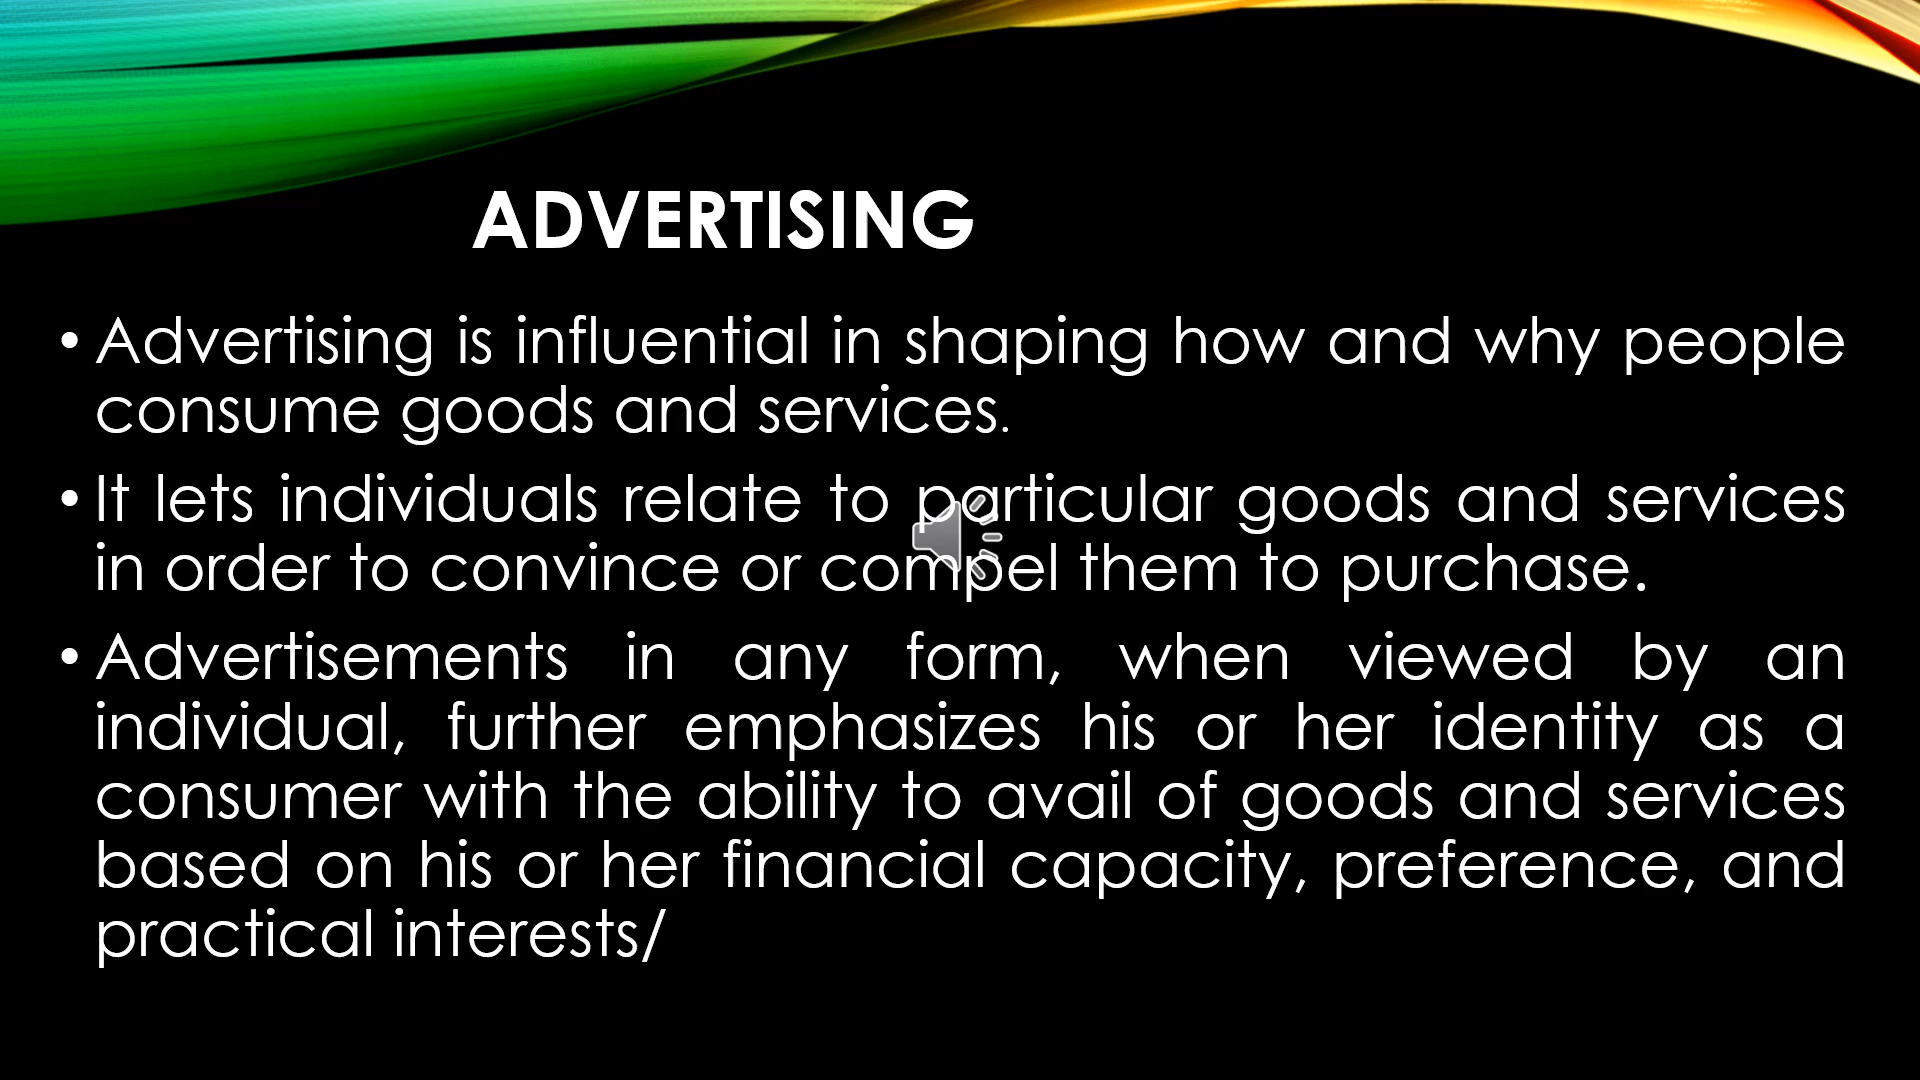 ADVERTISING
• Advertising is influential in shaping how and why people
consume goods and services.
• It lets individuals relate to particular goods and services
in order to convince or compel them to purchase.
• Advertisements in any form, when viewed by an
individual, further emphasizes his or her identity as a
consumer with the ability to avail of goods and services
based on his or her financial capacity, preference, and
practical interests/